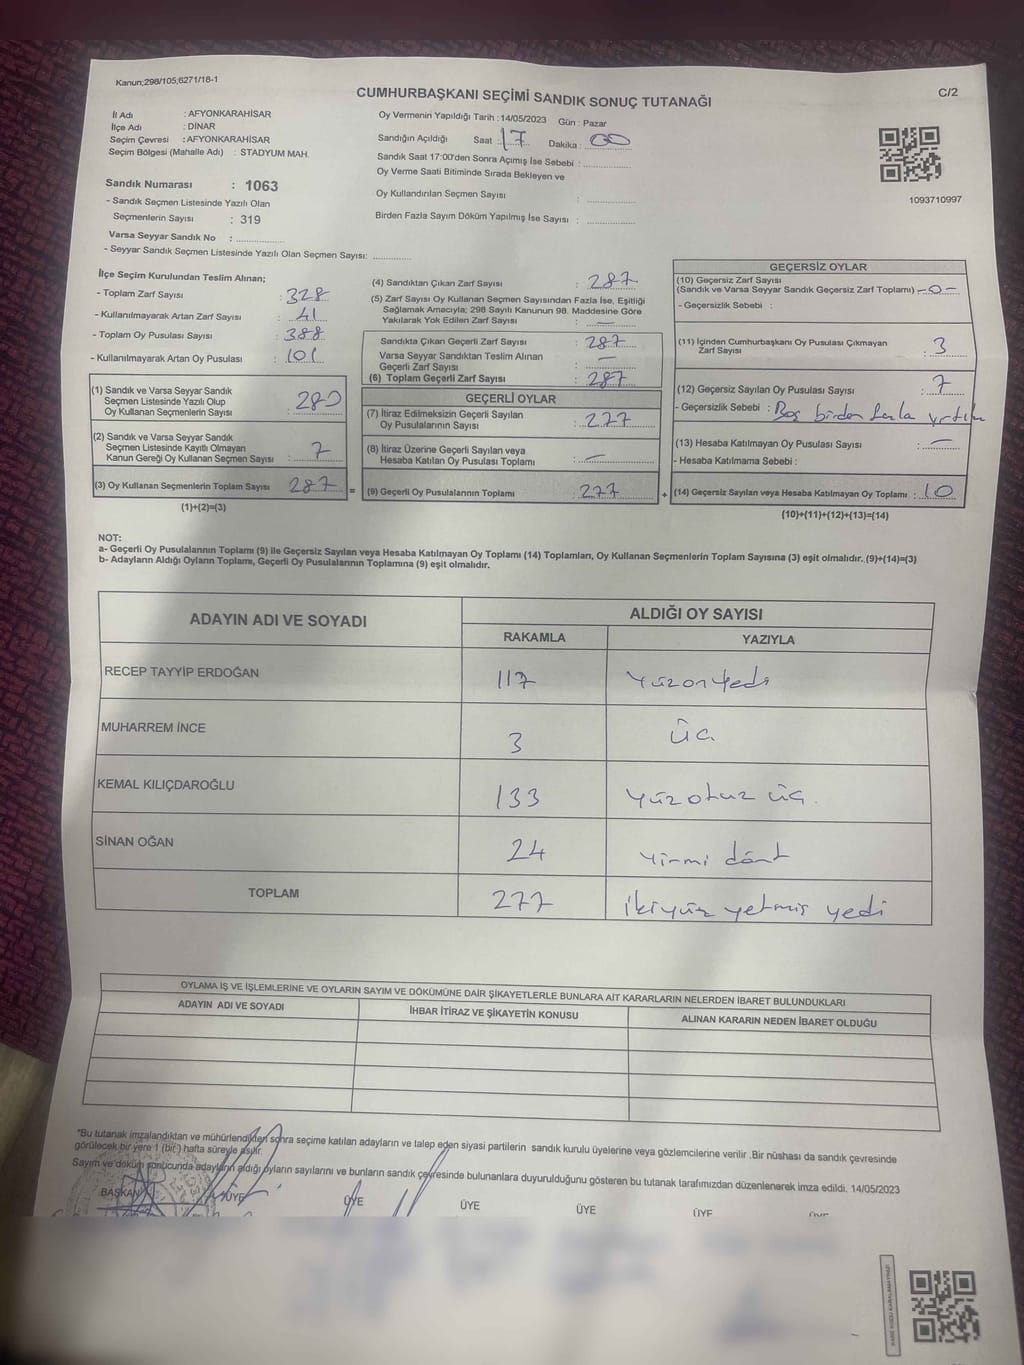 Kanun;298/105,6271/18-1
C/2
CUMHURBAŞKANI SEÇİMİ SANDIK SONUÇ TUTANAĞI
İl Adı : AFYONKARAHİSAR
İlçe Adı : DİNAR
Seçim Çevresi : AFYONKARAHİSAR
Seçim Bölgesi (Mahalle Adı) : STADYUM MAH.
Sandık Numarası : 1063
- Sandık Seçmen Listesinde Yazılı Olan
Seçmenlerin Sayısı : 319
Varsa Seyyar Sandık No :
- Seyyar Sandık Seçmen Listesinde Yazılı Olan Seçmen Sayısı:
Oy Vermenin Yapıldığı Tarih : 14/05/2023 Gün : Pazar
Sandığın Açıldığı Saat : 17 Dakika : 00
Sandık Saat 17:00'den Sonra Açımış İse Sebebi :
Oy Verme Saati Bitiminde Sırada Bekleyen ve
Oy Kullandırılan Seçmen Sayısı :
Birden Fazla Sayım Döküm Yapılmış İse Sayısı :
1093710997
İlçe Seçim Kurulundan Teslim Alınan;
- Toplam Zarf Sayısı : 328
- Kullanılmayarak Artan Zarf Sayısı : 41
- Toplam Oy Pusulası Sayısı : 388
- Kullanılmayarak Artan Oy Pusulası : 101
(1) Sandık ve Varsa Seyyar Sandık
Seçmen Listesinde Yazılı Olup
Oy Kullanan Seçmenlerin Sayısı : 280
(2) Sandık ve Varsa Seyyar Sandık
Seçmen Listesinde Kayıtlı Olmayan
Kanun Gereği Oy Kullanan Seçmen Sayısı : 7
(3) Oy Kullanan Seçmenlerin Toplam Sayısı 287 =
(1)+(2)=(3)
(4) Sandıktan Çıkan Zarf Sayısı : 287
(5) Zarf Sayısı Oy Kullanan Seçmen Sayısından Fazla İse, Eşitliği
Sağlamak Amacıyla; 298 Sayılı Kanunun 98. Maddesine Göre
Yakılarak Yok Edilen Zarf Sayısı : —
Sandıkta Çıkan Geçerli Zarf Sayısı : 287
Varsa Seyyar Sandıktan Teslim Alınan
Geçerli Zarf Sayısı : —
(6) Toplam Geçerli Zarf Sayısı : 287
GEÇERLİ OYLAR
(7) İtiraz Edilmeksizin Geçerli Sayılan
Oy Pusulalarının Sayısı : 277
(8) İtiraz Üzerine Geçerli Sayılan veya
Hesaba Katılan Oy Pusulası Toplamı : —
(9) Geçerli Oy Pusulalarının Toplamı : 277 +
GEÇERSİZ OYLAR
(10) Geçersiz Zarf Sayısı
(Sandık ve Varsa Seyyar Sandık Geçersiz Zarf Toplamı) —0—
- Geçersizlik Sebebi :
(11) İçinden Cumhurbaşkanı Oy Pusulası Çıkmayan
Zarf Sayısı : 3
(12) Geçersiz Sayılan Oy Pusulası Sayısı : 7
- Geçersizlik Sebebi : Boş birden fazla
(13) Hesaba Katılmayan Oy Pusulası Sayısı : —
- Hesaba Katılmama Sebebi :
(14) Geçersiz Sayılan veya Hesaba Katılmayan Oy Toplamı : 10
(10)+(11)+(12)+(13)=(14)
NOT:
a- Geçerli Oy Pusulalarının Toplamı (9) ile Geçersiz Sayılan veya Hesaba Katılmayan Oy Toplamı (14) Toplamları, Oy Kullanan Seçmenlerin Toplam Sayısına (3) eşit olmalıdır. (9)+(14)=(3)
b- Adayların Aldığı Oyların Toplamı, Geçerli Oy Pusulalarının Toplamına (9) eşit olmalıdır.
ADAYIN ADI VE SOYADI
ALDIĞI OY SAYISI
RAKAMLA YAZIYLA
RECEP TAYYİP ERDOĞAN 117 Yüzonyedi
MUHARREM İNCE 3 üç
KEMAL KILIÇDAROĞLU 133 yüzotuz üç
SİNAN OĞAN 24 yirmi dört
TOPLAM 277 ikiyüz yetmiş yedi
OYLAMA İŞ VE İŞLEMLERİNE VE OYLARIN SAYIM VE DÖKÜMÜNE DAİR ŞİKAYETLERLE BUNLARA AİT KARARLARIN NELERDEN İBARET BULUNDUKLARI
ADAYIN ADI VE SOYADI İHBAR İTİRAZ VE ŞİKAYETİN KONUSU ALINAN KARARIN NEDEN İBARET OLDUĞU
*Bu tutanak imzalandıktan ve mühürlendikten sonra seçime katılan adayların ve talep eden siyasi partilerin sandık kurulu üyelerine veya gözlemcilerine verilir .Bir nüshası da sandık çevresinde
görülecek bir yere 1 (bir) hafta süreyle asılır.
Sayım ve döküm sonucunda adayların aldığı oyların sayılarını ve bunların sandık çevresinde bulunanlara duyurulduğunu gösteren bu tutanak tarafımızdan düzenlenerek imza edildi. 14/05/2023
BAŞKAN ÜYE ÜYE ÜYE ÜYE ÜYE